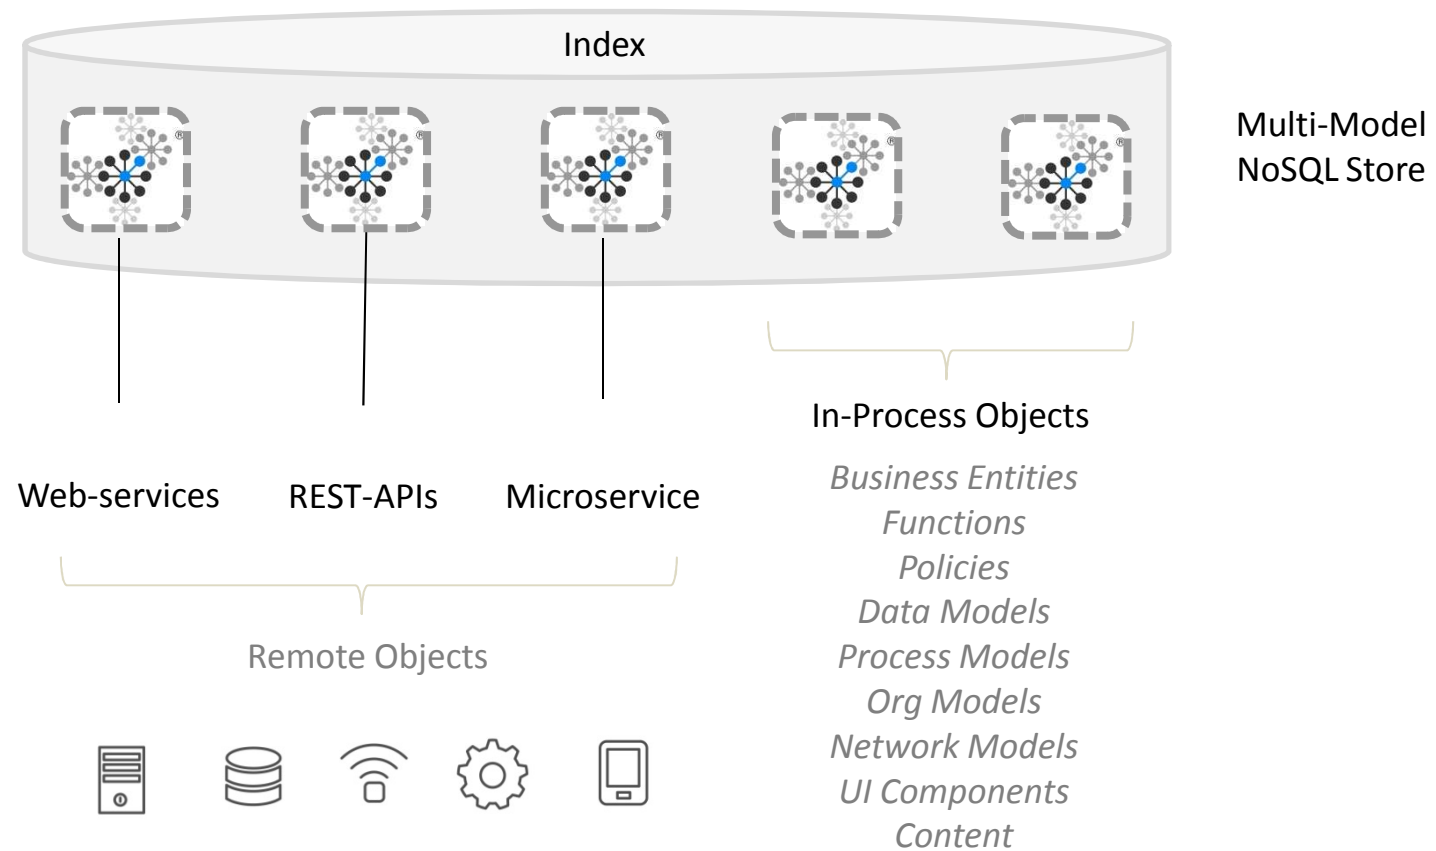 Index
®
®
®
®
®
Multi-Model
NoSQL Store
Web-services
REST-APIs
Microservice
Remote Objects
In-Process Objects
Business Entities
Functions
Policies
Data Models
Process Models
Org Models
Network Models
UI Components
Content